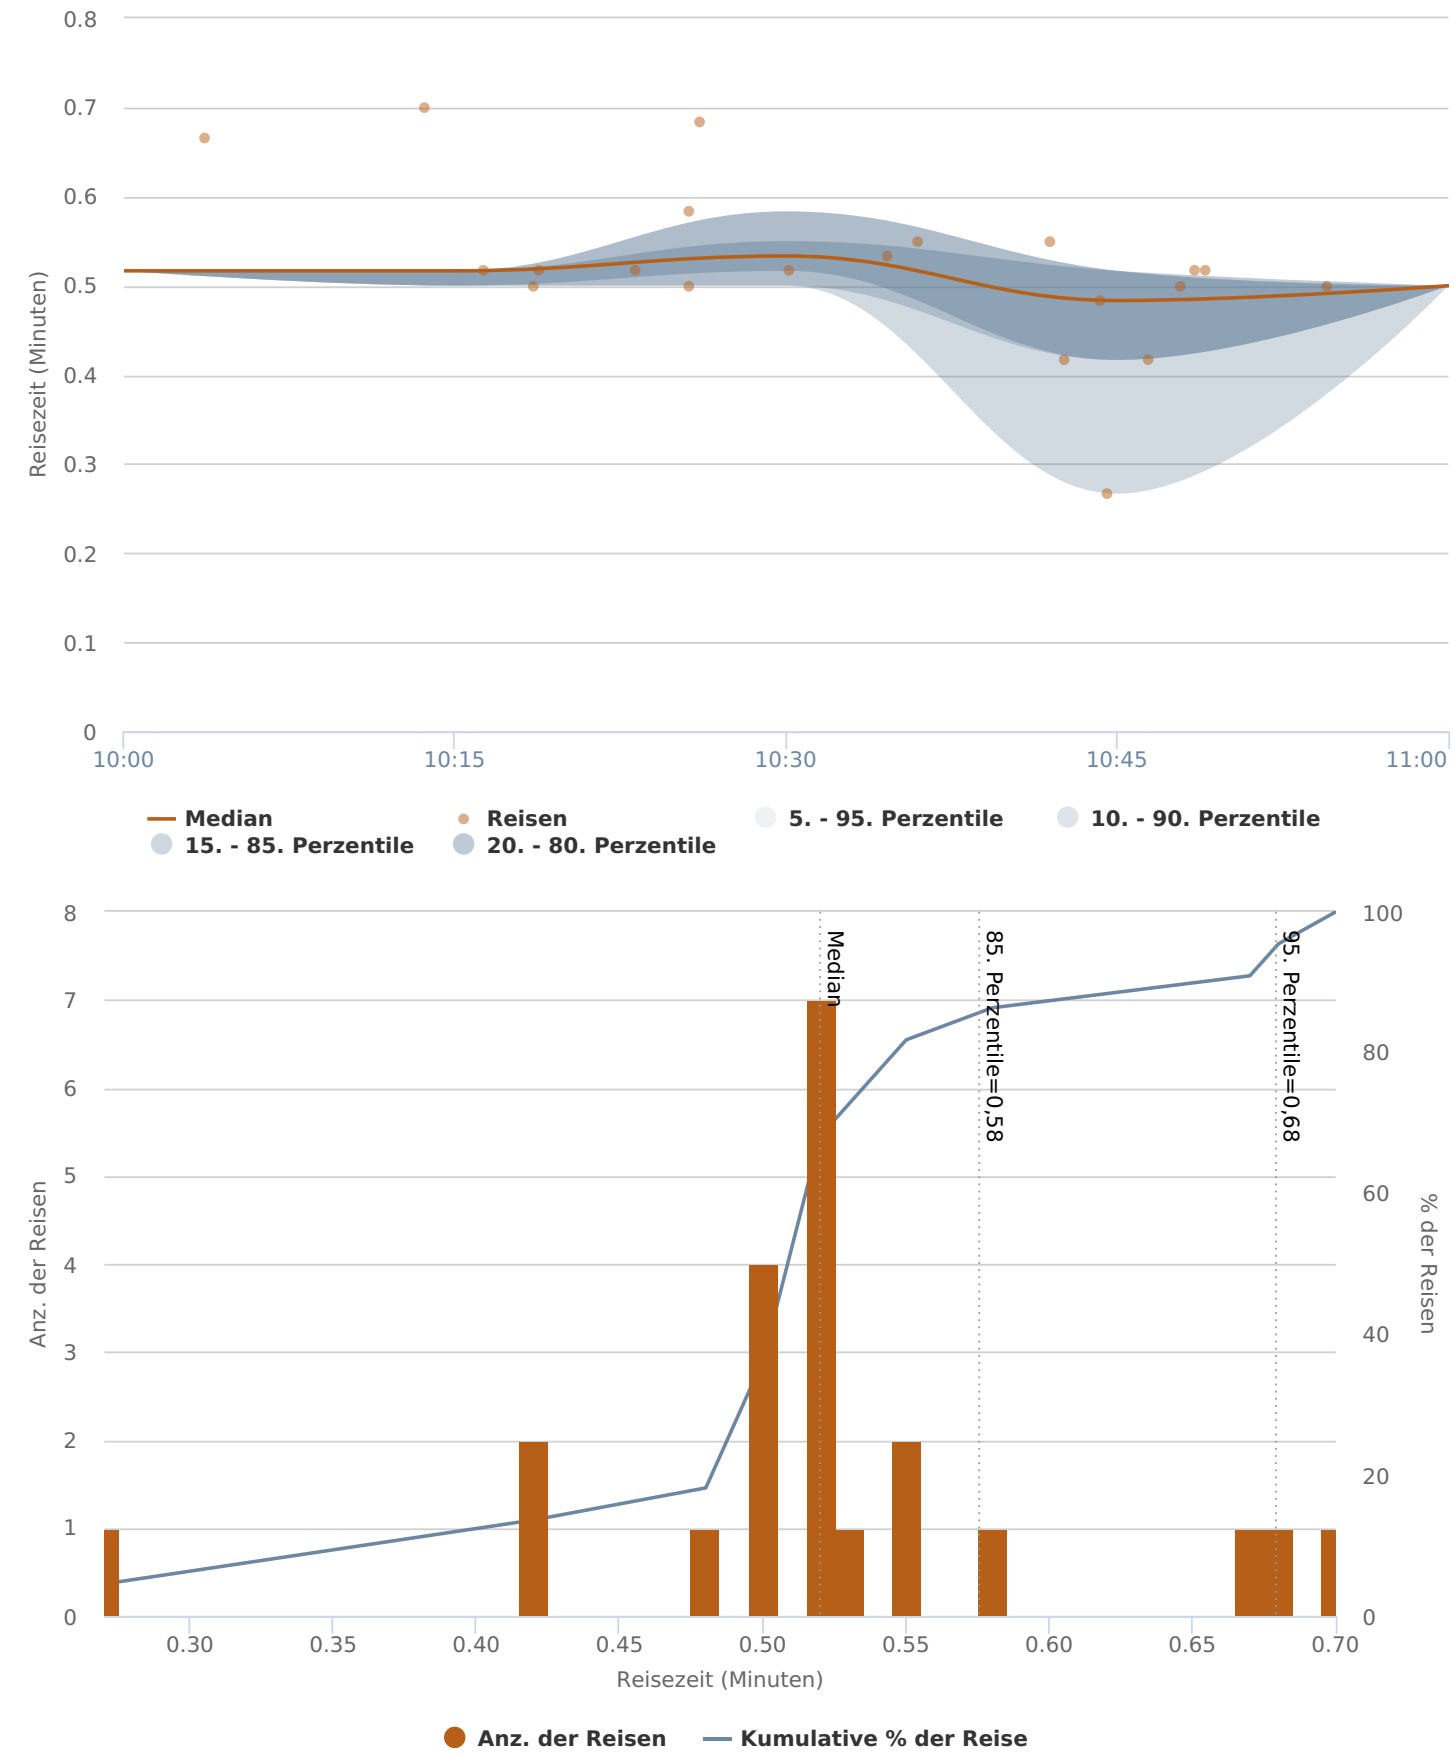 0.8
0.7
0.6
0.5
0.4
0.3
0.2
0.1
0
Reisezeit (Minuten)
10:00 10:15 10:30 10:45 11:00
Median Reisen 5. - 95. Perzentile 10. - 90. Perzentile
15. - 85. Perzentile 20. - 80. Perzentile
8
7
6
5
4
3
2
1
0
Anz. der Reisen
Median
85. Perzentile=0,58
95. Perzentile=0,68
100
80
60
40
20
0
% der Reisen
0.30 0.35 0.40 0.45 0.50 0.55 0.60 0.65 0.70
Reisezeit (Minuten)
Anz. der Reisen Kumulative % der Reise